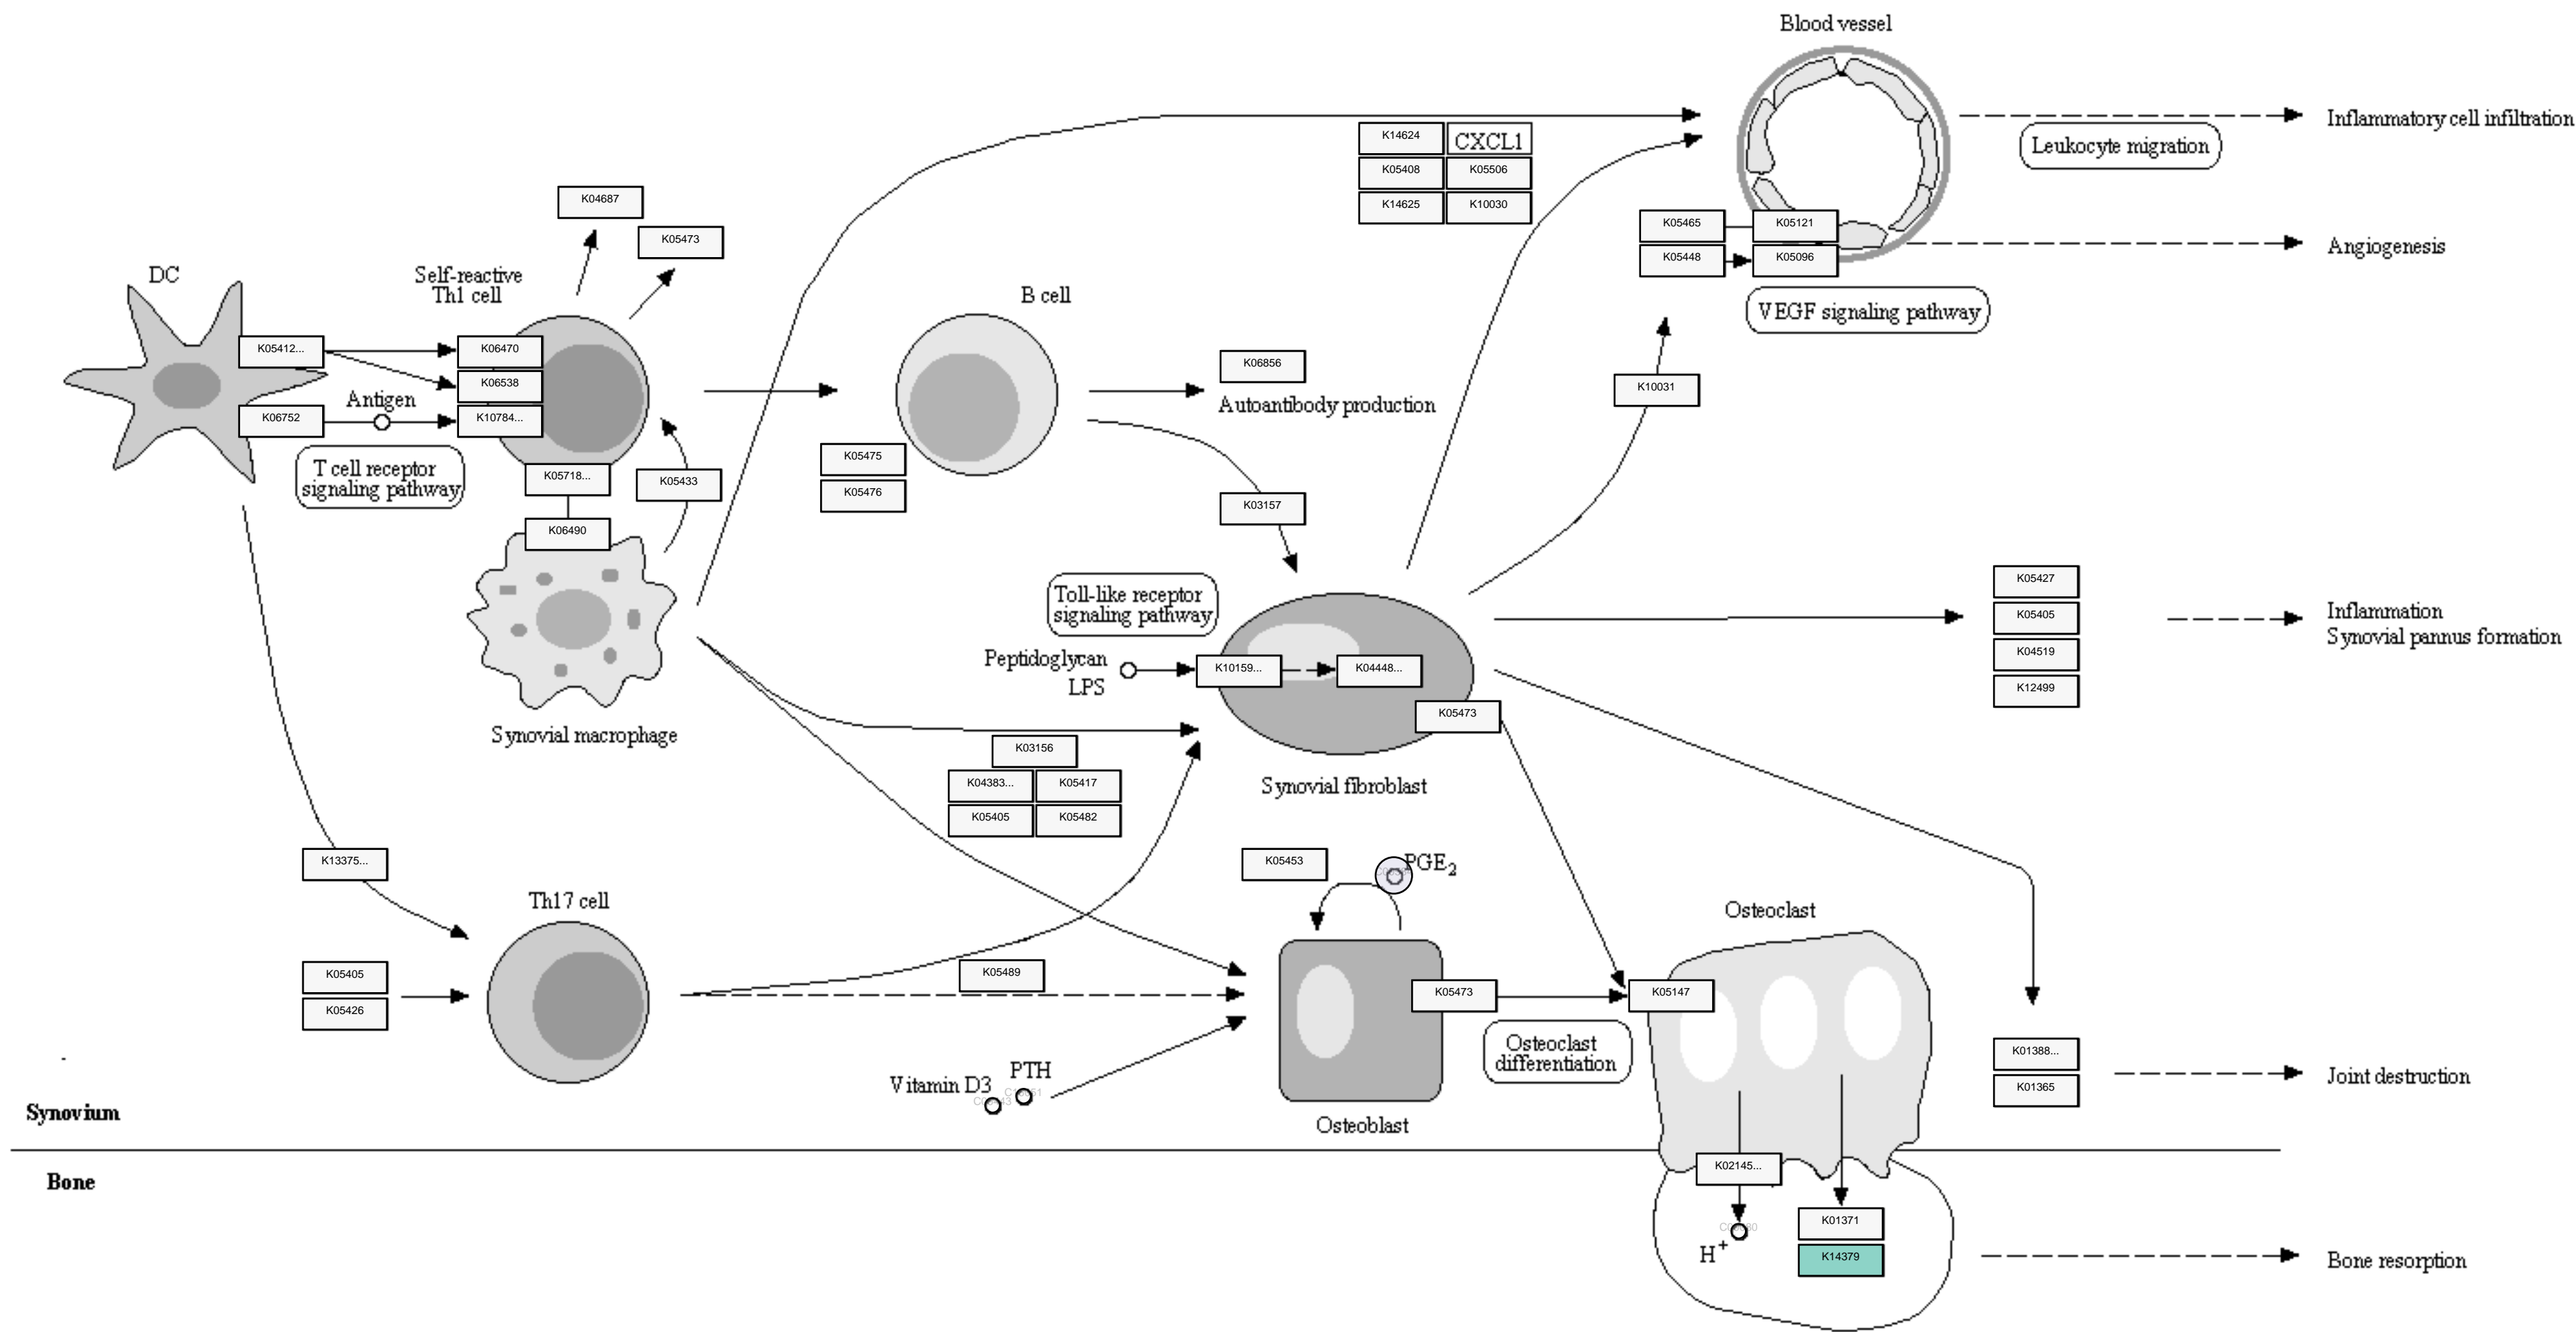 Blood vessel
Inflammatory cell infiltration
Leukocyte migration
K14624
CXCL1
K05408
K05506
K14625
K10030
K04687
K05473
K05465
K05121
K05448
K05096
Angiogenesis
VEGF signaling pathway
DC
Self-reactive
Th1 cell
B cell
K05412...
K06470
K06538
Antigen
K06752
K10784...
T cell receptor
signaling pathway
K05718...
K05433
K06490
K06856
Autoantibody production
K10031
K05475
K05476
K03157
Synovial macrophage
Toll-like receptor
signaling pathway
Peptidoglycan
LPS
K10159...
K04448...
K05473
Synovial fibroblast
K05427
K05405
K04519
K12499
Inflammation
Synovial pannus formation
K03156
K04383...
K05417
K05405
K05482
K13375...
K05453
PGE2
Th17 cell
Osteoclast
K05405
K05426
K05489
K05473
K05147
Osteoclast
differentiation
Vitamin D3
PTH
Osteoblast
K01388...
K01365
Joint destruction
Synovium
Bone
K02145...
H+
K01371
K14379
Bone resorption